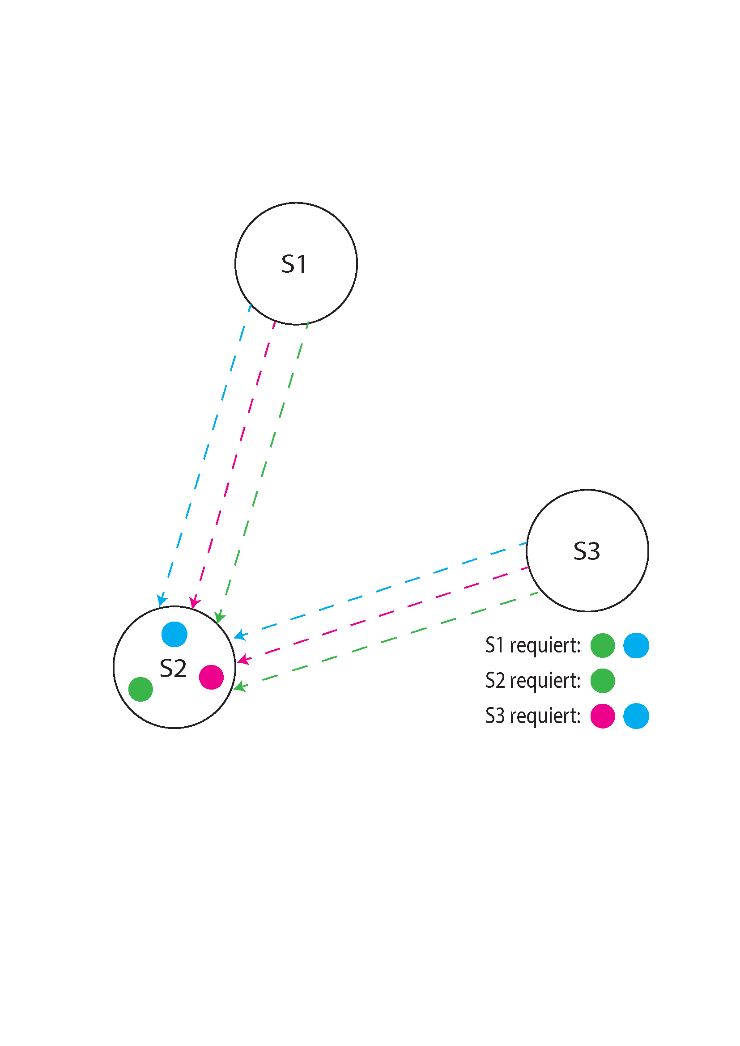 S1
S3
S2
S1 requiert:
S2 requiert:
S3 requiert: